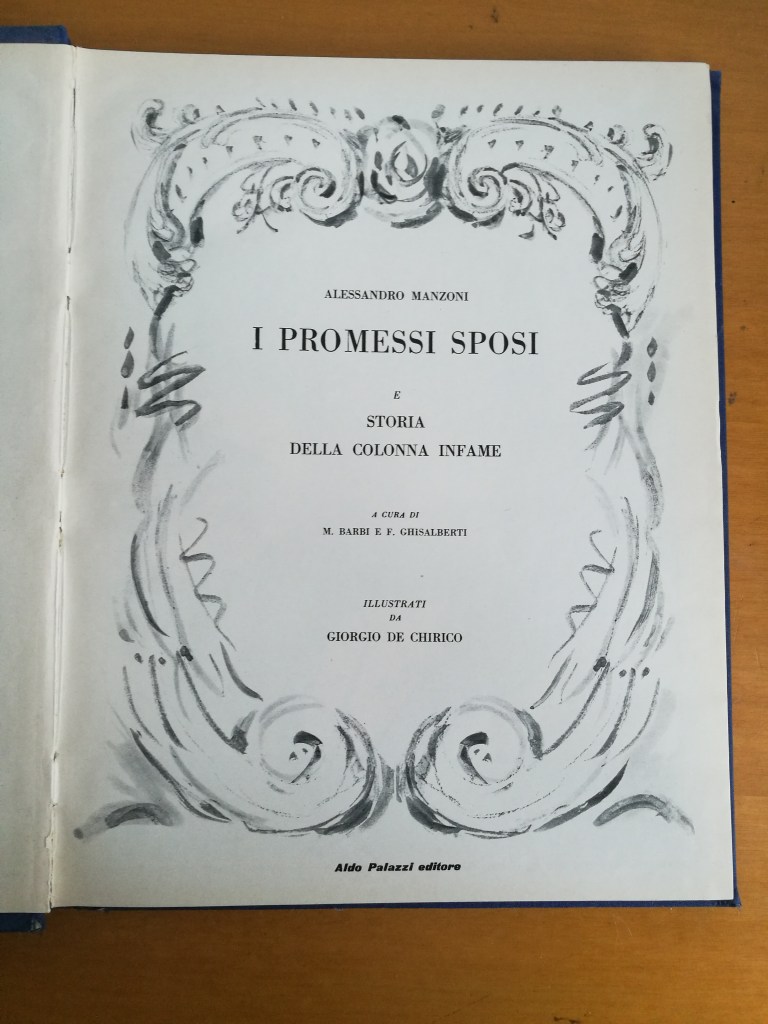 ALESSANDRO MANZONI
I PROMESSI SPOSI
E
STORIA
DELLA COLONNA INFAME
A CURA DI
M. BARBI E F. GHISALBERTI
ILLUSTRATI
DA
GIORGIO DE CHIRICO
Aldo Palazzi editore